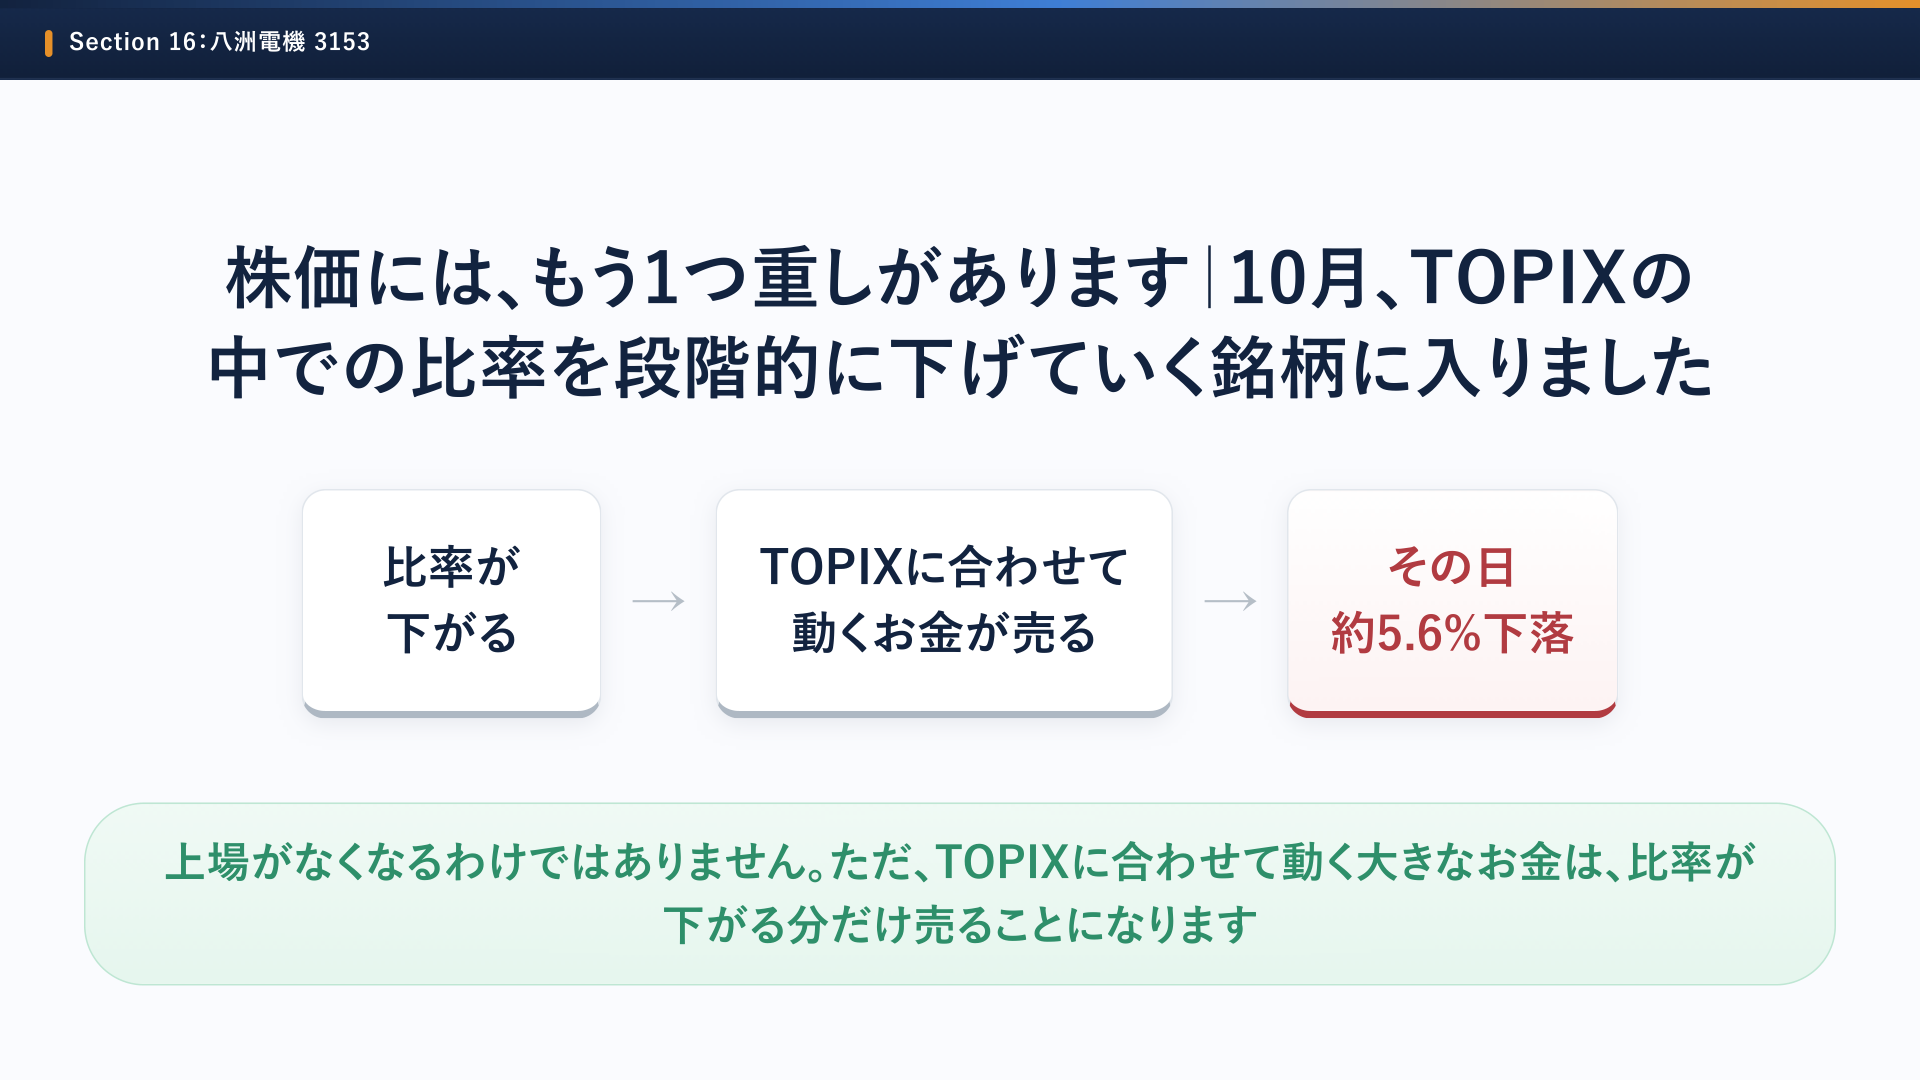 Section 16：八洲電機 3153
株価には、もう1つ重しがあります｜10月、TOPIXの
中での比率を段階的に下げていく銘柄に入りました
比率が
下がる
→
TOPIXに合わせて
動くお金が売る
→
その日
約5.6%下落
上場がなくなるわけではありません。ただ、TOPIXに合わせて動く大きなお金は、比率が
下がる分だけ売ることになります